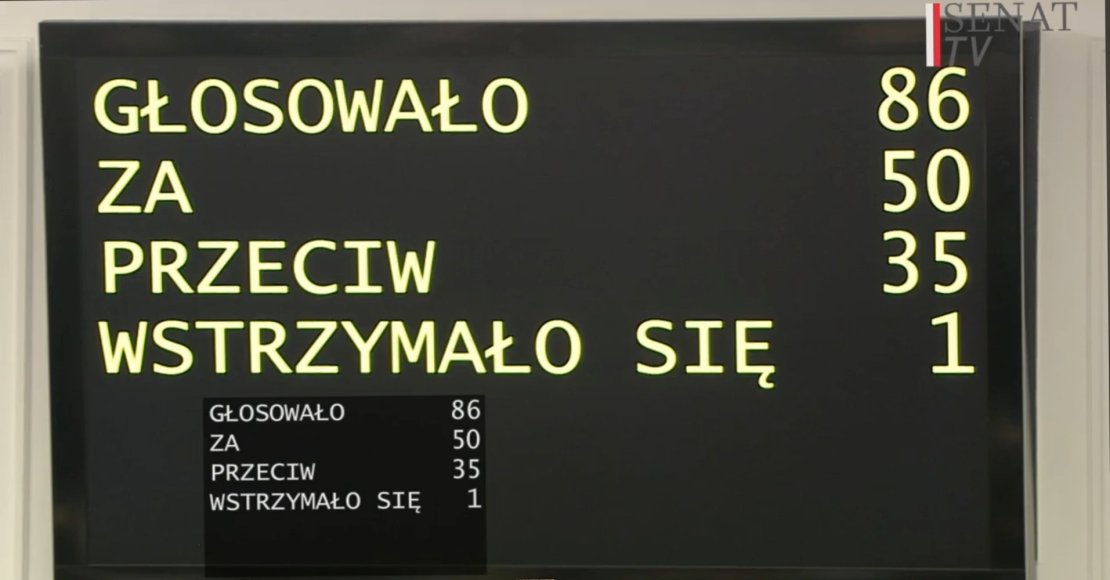 SENAT
TV
GŁOSOWAŁO 86
ZA 50
PRZECIW 35
WSTRZYMAŁO SIĘ 1
GŁOSOWAŁO 86
ZA 50
PRZECIW 35
WSTRZYMAŁO SIĘ 1